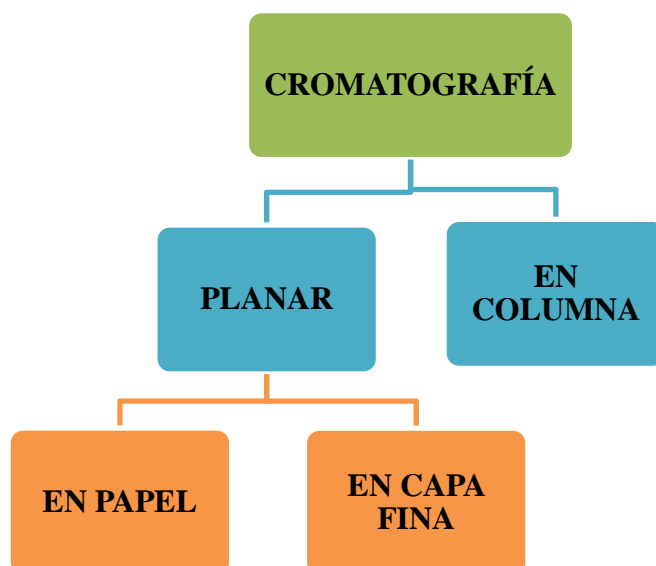 CROMATOGRAFÍA
PLANAR
EN
COLUMNA
EN PAPEL
EN CAPA
FINA